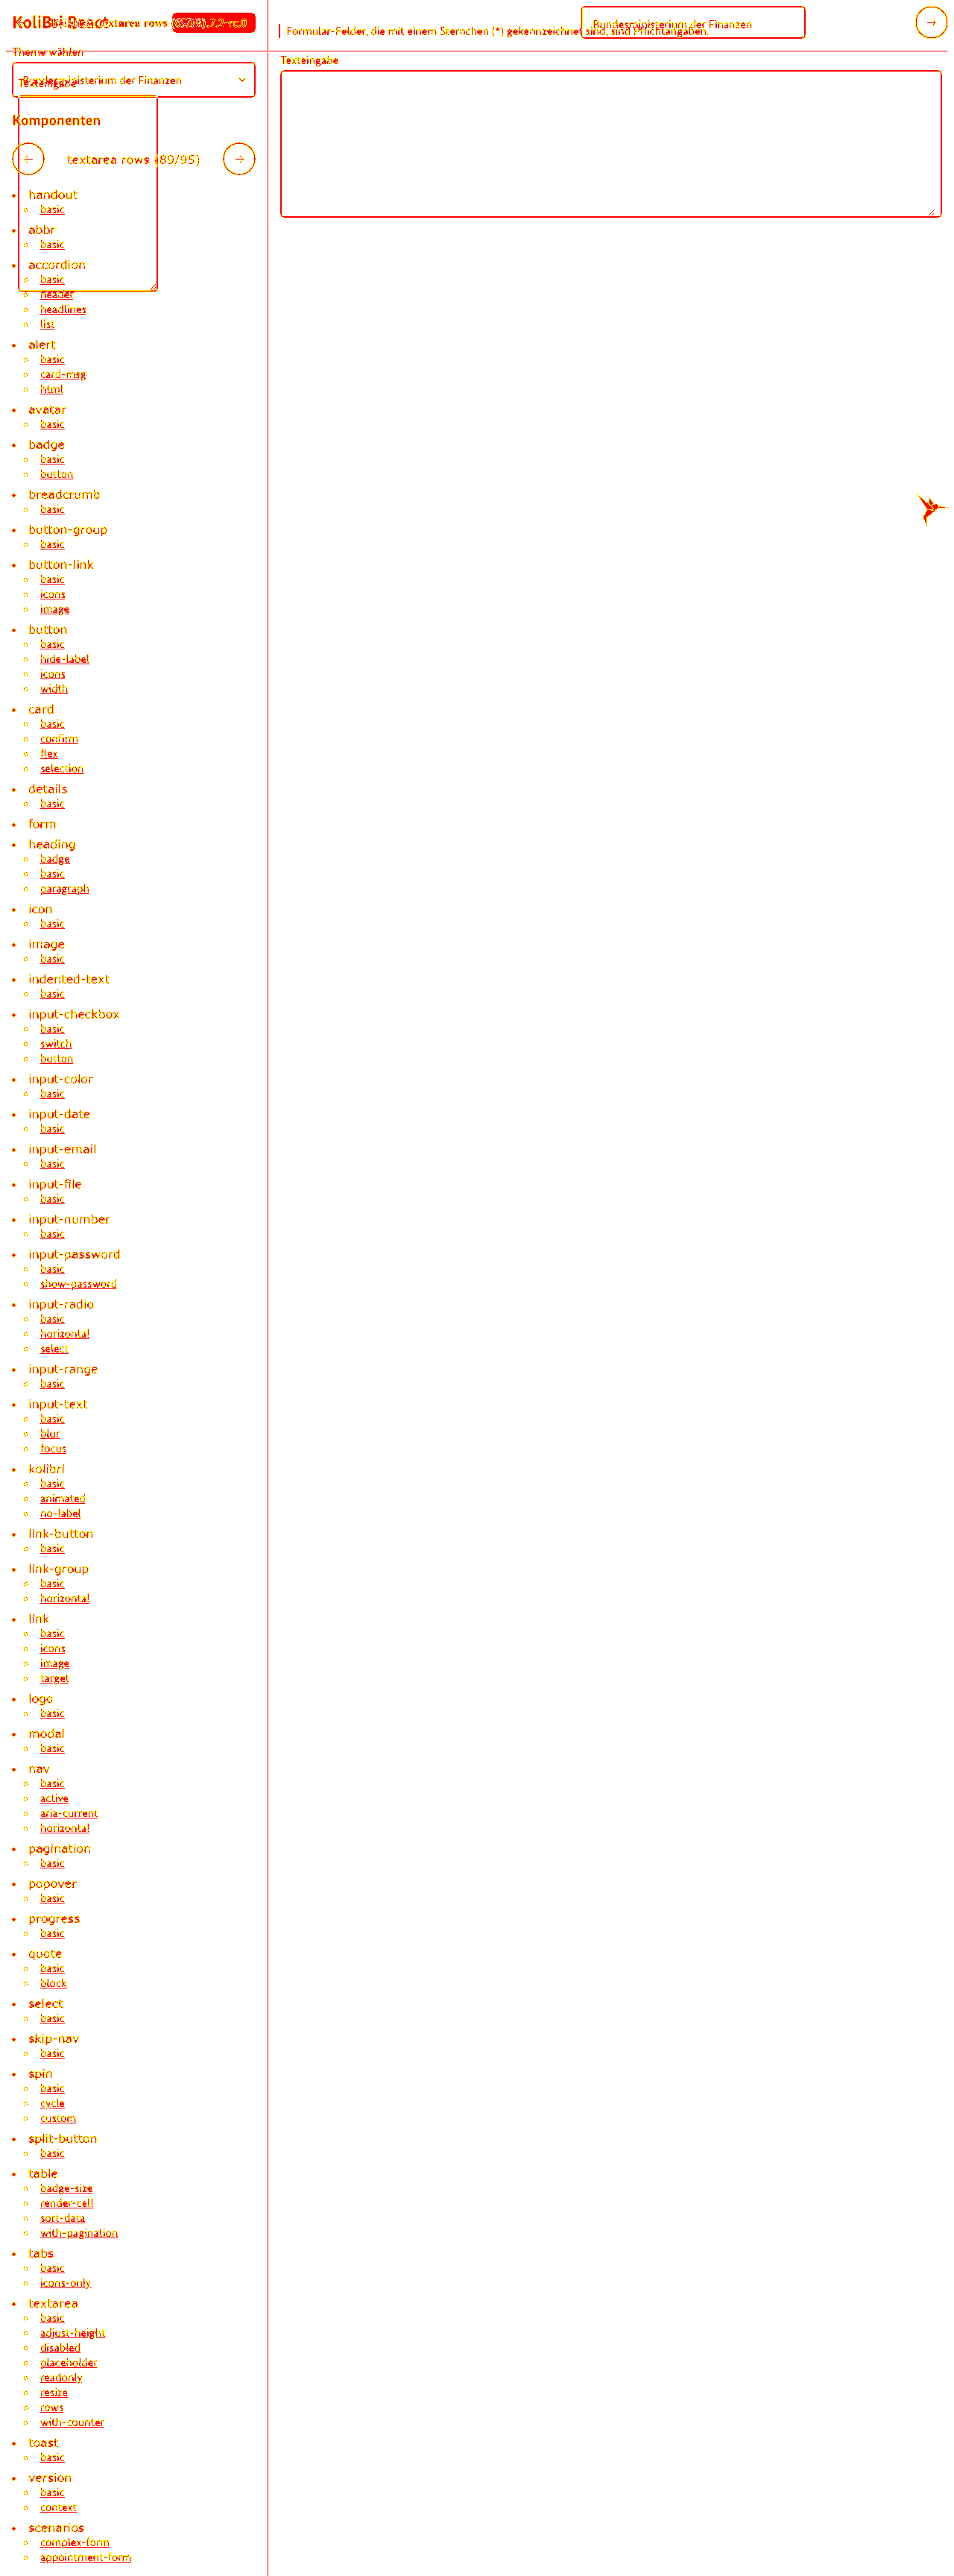 KoliBri React
textarea rows
Formular-Felder, die mit einem Sternchen (*) gekennzeichnet sind, sind Pflichtangaben.
Bundesministerium der Finanzen
Theme wählen
Texteingabe
Bundesministerium der Finanzen
Texteingabe
Komponenten
textarea rows (89/95)
handout
basic
abbr
basic
accordion
basic
header
headlines
list
alert
basic
card-msg
html
avatar
basic
badge
basic
button
breadcrumb
basic
button-group
basic
button-link
basic
icons
image
button
basic
hide-label
icons
width
card
basic
confirm
flex
selection
details
basic
form
heading
badge
basic
paragraph
icon
basic
image
basic
indented-text
basic
input-checkbox
basic
switch
button
input-color
basic
input-date
basic
input-email
basic
input-file
basic
input-number
basic
input-password
basic
show-password
input-radio
basic
horizontal
select
input-range
basic
input-text
basic
blur
focus
kolibri
basic
animated
no-label
link-button
basic
link-group
basic
horizontal
link
basic
icons
image
target
logo
basic
modal
basic
nav
basic
active
aria-current
horizontal
pagination
basic
popover
basic
progress
basic
quote
basic
block
select
basic
skip-nav
basic
spin
basic
cycle
custom
split-button
basic
table
badge-size
render-cell
sort-data
with-pagination
tabs
basic
icons-only
textarea
basic
adjust-height
disabled
placeholder
readonly
resize
rows
with-counter
toast
basic
version
basic
context
scenarios
complex-form
appointment-form